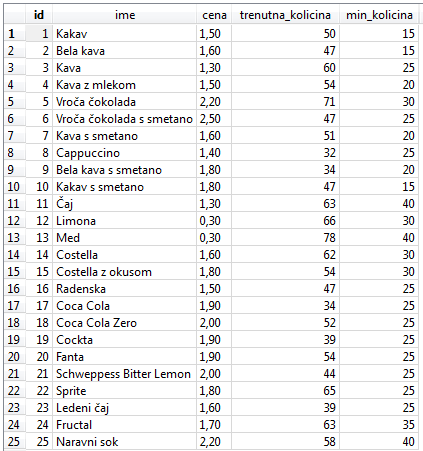 id ime cena trenutna_kolicina min_kolicina
1 1 Kakav 1,50 50 15
2 2 Bela kava 1,60 47 15
3 3 Kava 1,30 60 25
4 4 Kava z mlekom 1,50 54 20
5 5 Vroča čokolada 2,20 71 30
6 6 Vroča čokolada s smetano 2,50 47 25
7 7 Kava s smetano 1,60 51 20
8 8 Cappuccino 1,40 32 25
9 9 Bela kava s smetano 1,80 34 20
10 10 Kakav s smetano 1,80 47 15
11 11 Čaj 1,30 63 40
12 12 Limona 0,30 66 30
13 13 Med 0,30 78 40
14 14 Costella 1,60 62 30
15 15 Costella z okusom 1,80 54 30
16 16 Radenska 1,50 47 25
17 17 Coca Cola 1,90 34 25
18 18 Coca Cola Zero 2,00 52 25
19 19 Cockta 1,90 39 25
20 20 Fanta 1,90 54 25
21 21 Schweppess Bitter Lemon 2,00 44 25
22 22 Sprite 1,80 65 25
23 23 Ledeni čaj 1,60 39 25
24 24 Fructal 1,70 63 35
25 25 Naravni sok 2,20 58 40